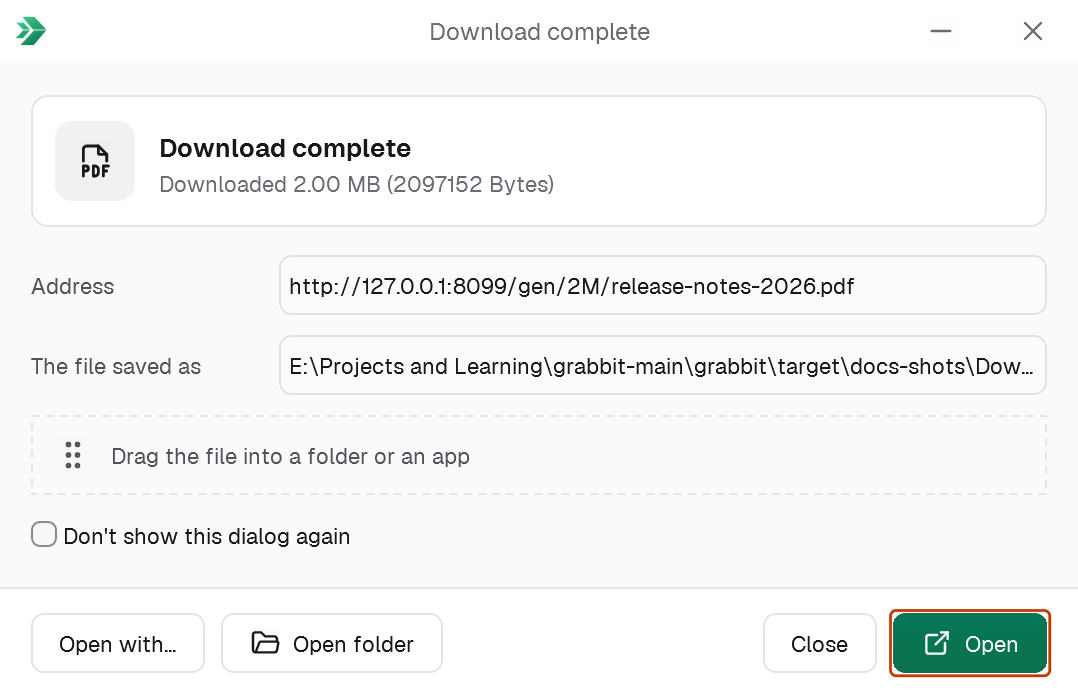 Download complete
PDF
Download complete
Downloaded 2.00 MB (2097152 Bytes)
Address
http://127.0.0.1:8099/gen/2M/release-notes-2026.pdf
The file saved as
E:\Projects and Learning\grabbit-main\grabbit\target\docs-shots\Dow...
Drag the file into a folder or an app
Don't show this dialog again
Open with...
Open folder
Close
Open